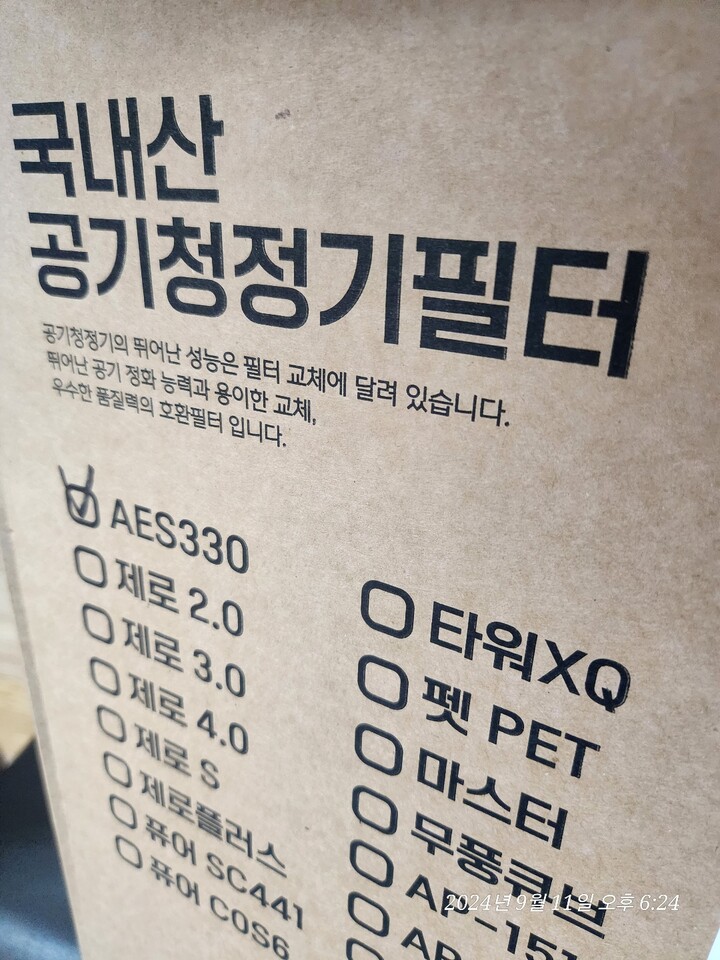 국내산
공기청정기필터
공기청정기의 뛰어난 성능은 필터 교체에 달려 있습니다.
뛰어난 공기 정화 능력과 용이한 교체,
우수한 품질력의 호환필터 입니다.
AES330
제로 2.0
제로 3.0
제로 4.0
제로 S
제로플러스
퓨어 SC441
퓨어 COS6
타워XQ
펫 PET
마스터
무풍큐브
2024년 9월 11일 오후 6:24